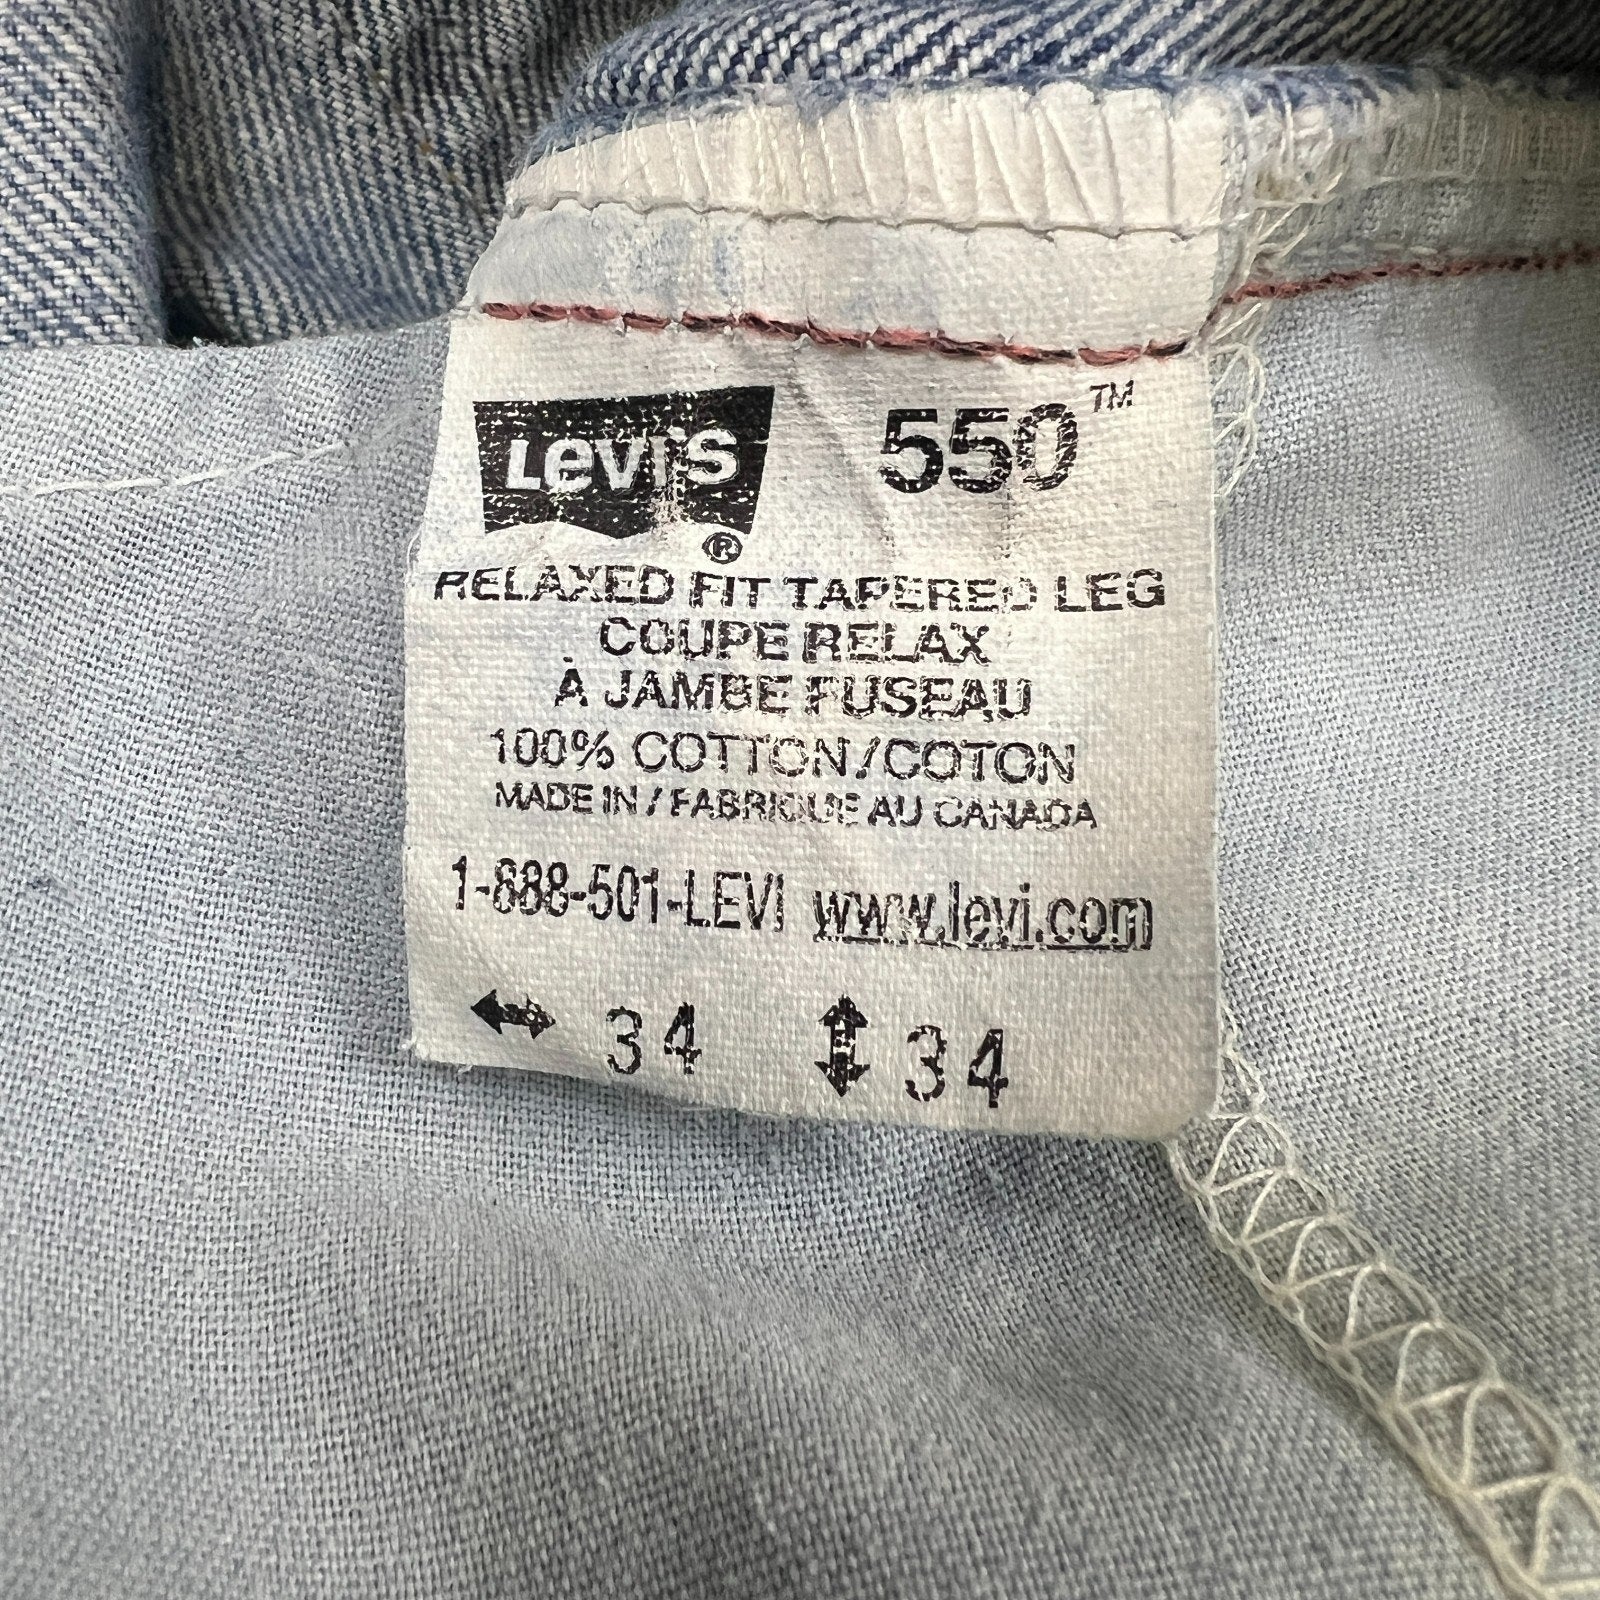 Levi's 550™
®
RELAXED FIT TAPERED LEG
COUPE RELAX
À JAMBE FUSEAU
100% COTTON/COTON
MADE IN / FABRIQUE AU CANADA
1-888-501-LEVI www.levi.com
↔ 34 ↕ 34